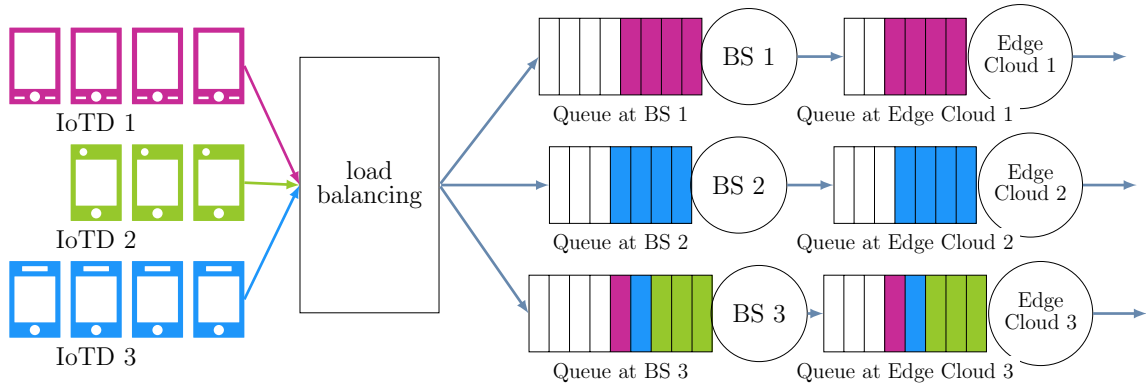 IoTD 1
IoTD 2
IoTD 3
load
balancing
BS 1
Queue at BS 1
Edge
Cloud 1
Queue at Edge Cloud 1
BS 2
Queue at BS 2
Edge
Cloud 2
Queue at Edge Cloud 2
BS 3
Queue at BS 3
Edge
Cloud 3
Queue at Edge Cloud 3